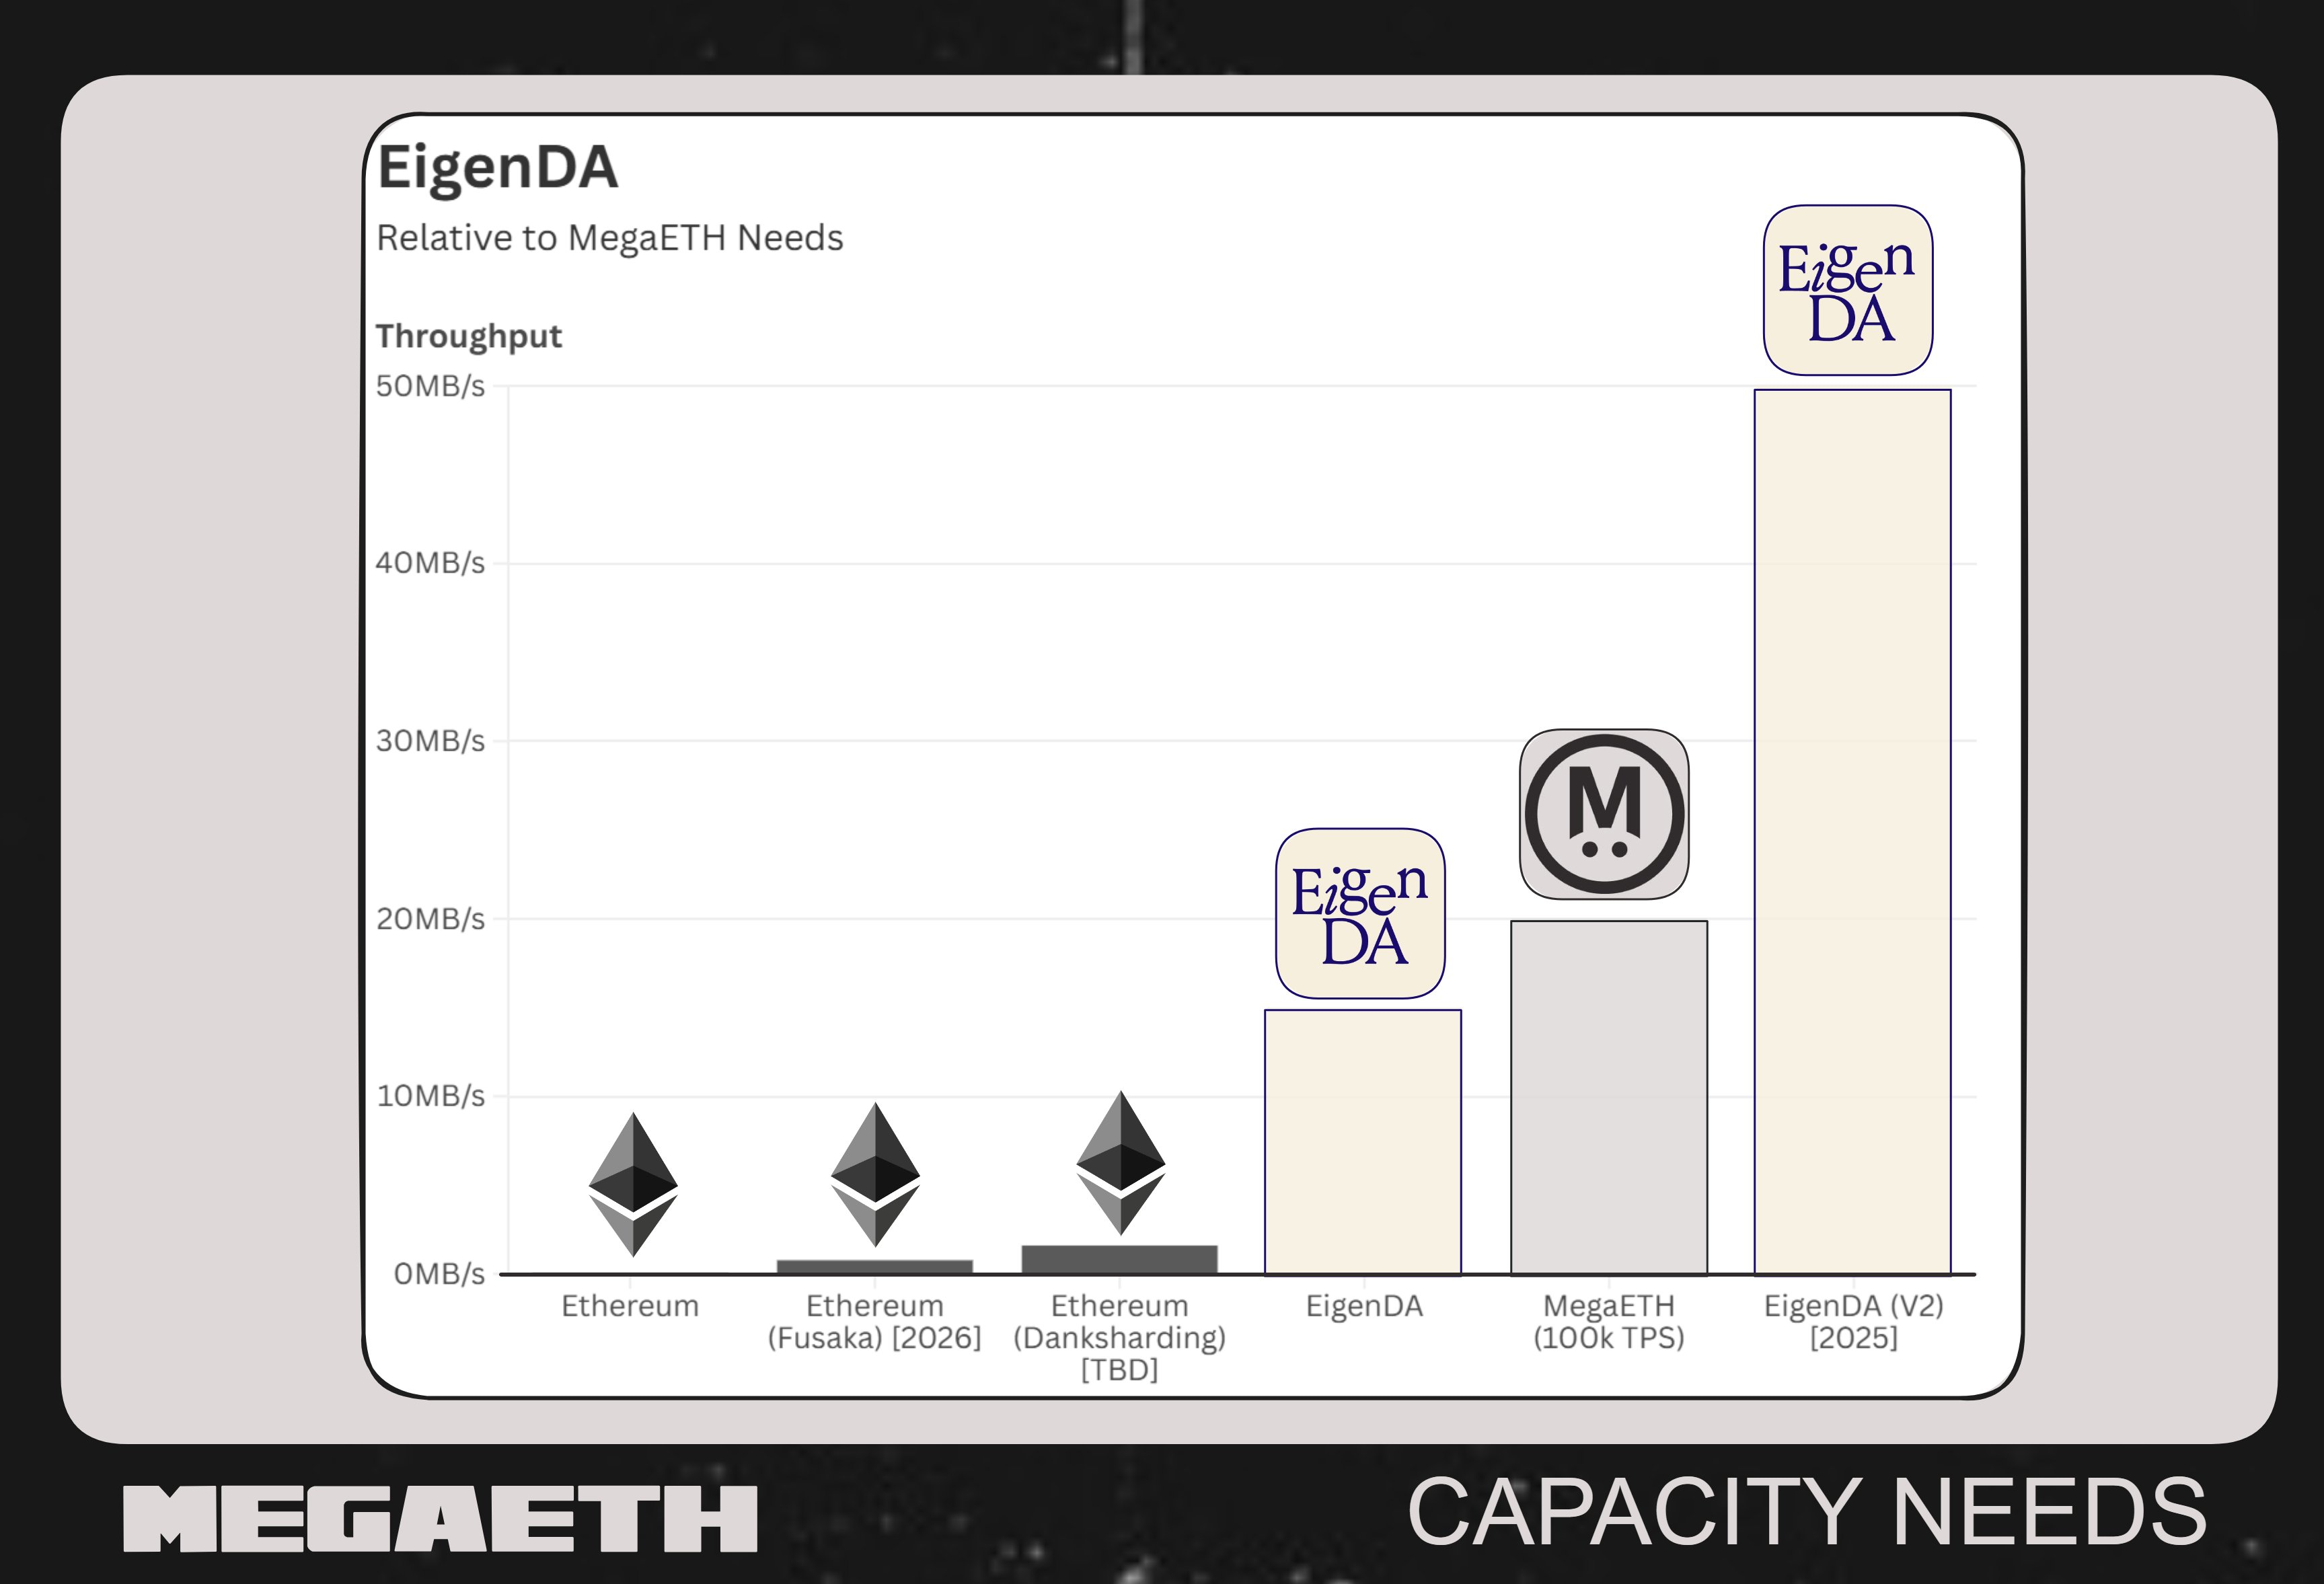 EigenDA
Relative to MegaETH Needs
Throughput
50MB/s
40MB/s
30MB/s
20MB/s
10MB/s
0MB/s
Eigen
DA
M
Eigen
DA
Ethereum
Ethereum
(Fusaka) [2026]
Ethereum
(Danksharding)
[TBD]
EigenDA
MegaETH
(100k TPS)
EigenDA (V2)
[2025]
MEGAETH
CAPACITY NEEDS